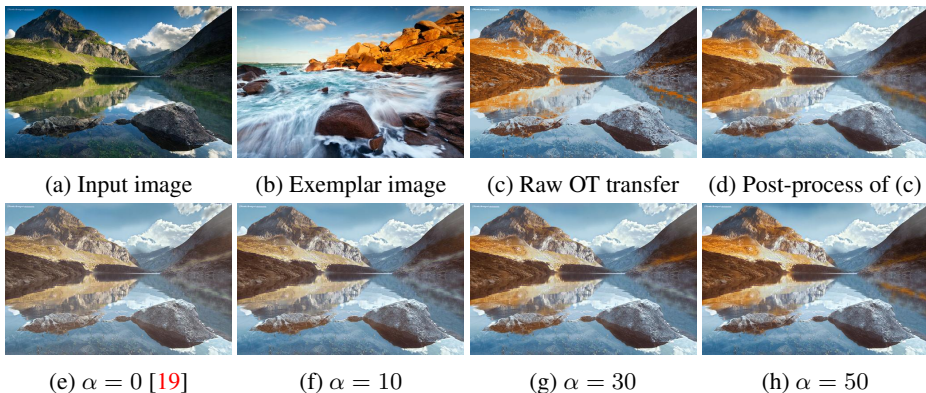 (a) Input image
(b) Exemplar image
(c) Raw OT transfer
(d) Post-process of (c)
(e) α = 0 [19]
(f) α = 10
(g) α = 30
(h) α = 50